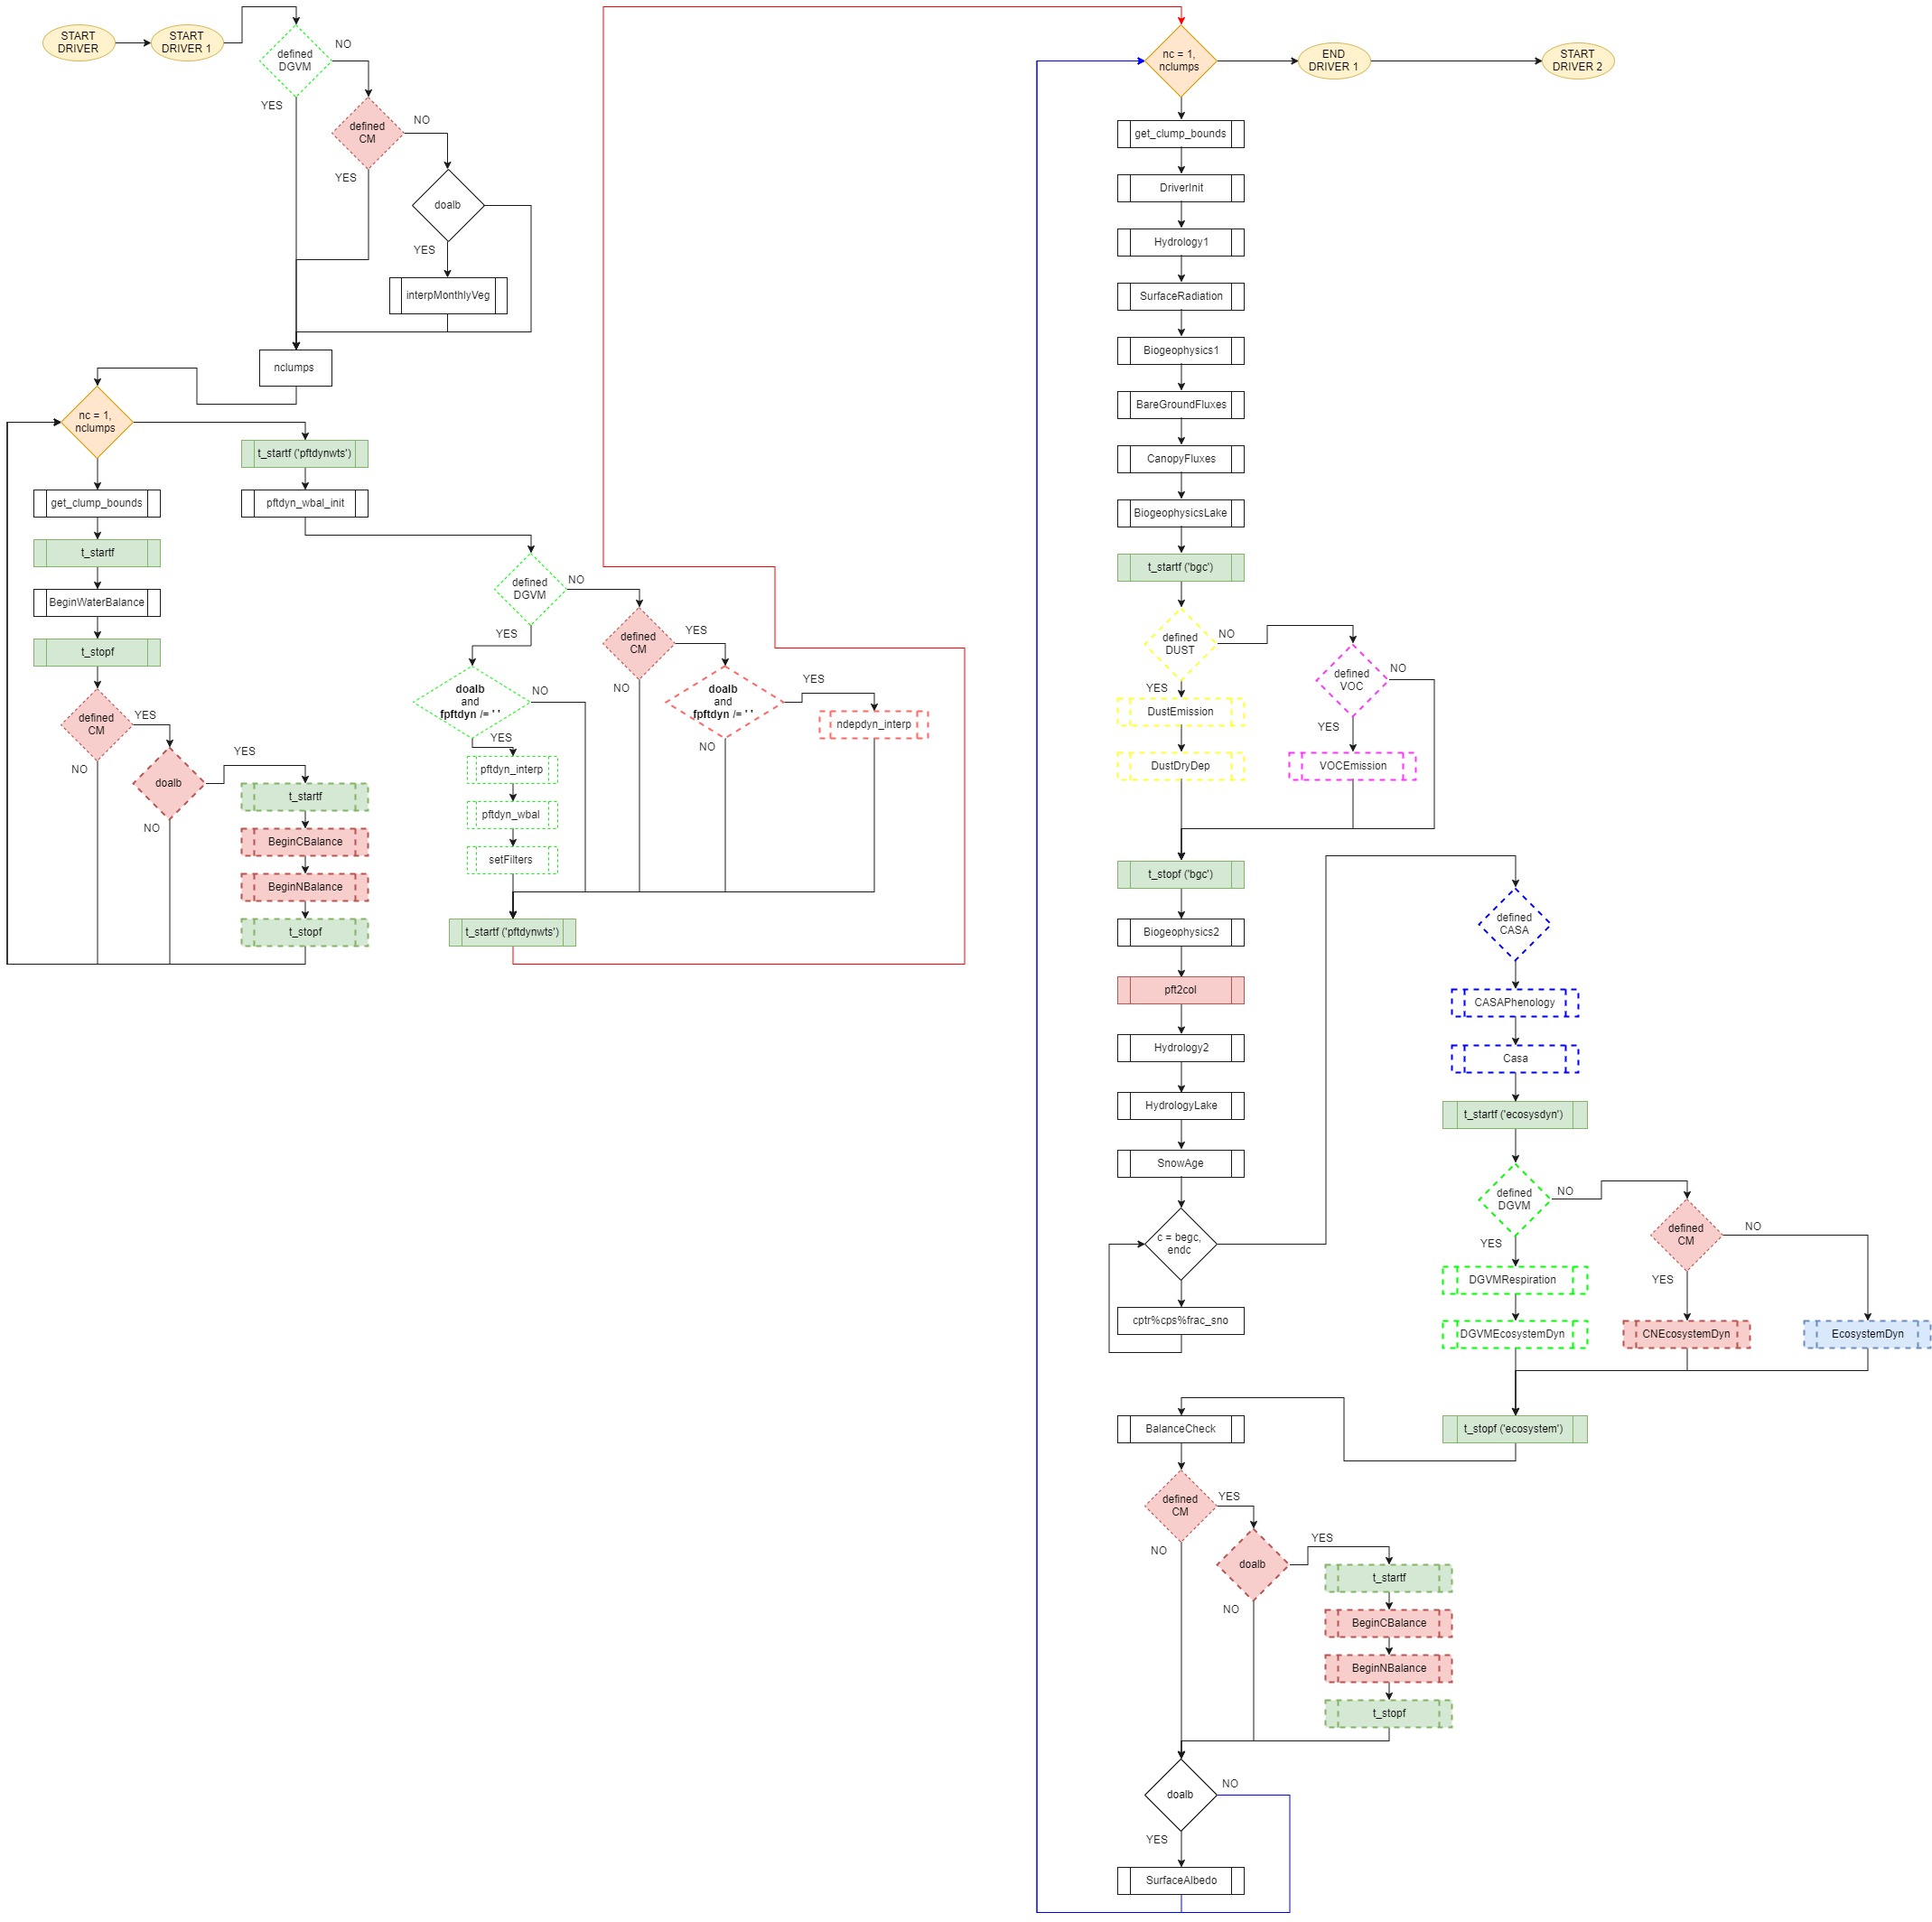 START
DRIVER
START
DRIVER 1
defined
DGVM
NO
YES
defined
CM
NO
YES
doalb
YES
interpMonthlyVeg
nclumps
nc = 1,
nclumps
get_clump_bounds
t_startf
BeginWaterBalance
t_stopf
defined
CM
YES
NO
doalb
YES
NO
t_startf
BeginCBalance
BeginNBalance
t_stopf
t_startf ('pftdynwts')
pftdyn_wbal_init
defined
DGVM
NO
YES
doalb
and
fpftdyn /= ' '
NO
YES
pftdyn_interp
pftdyn_wbal
setFilters
defined
CM
YES
NO
doalb
and
fpftdyn /= ' '
YES
NO
ndepdyn_interp
t_startf ('pftdynwts')
nc = 1,
nclumps
END
DRIVER 1
START
DRIVER 2
get_clump_bounds
DriverInit
Hydrology1
SurfaceRadiation
Biogeophysics1
BareGroundFluxes
CanopyFluxes
BiogeophysicsLake
t_startf ('bgc')
defined
DUST
NO
YES
DustEmission
DustDryDep
defined
VOC
NO
YES
VOCEmission
t_stopf ('bgc')
Biogeophysics2
pft2col
Hydrology2
HydrologyLake
SnowAge
c = begc,
endc
cptr%cps%frac_sno
defined
CASA
CASAPhenology
Casa
t_startf ('ecosysdyn')
defined
DGVM
NO
YES
DGVMRespiration
DGVMEcosystemDyn
defined
CM
NO
YES
CNEcosystemDyn
EcosystemDyn
t_stopf ('ecosystem')
BalanceCheck
defined
CM
YES
NO
doalb
YES
NO
t_startf
BeginCBalance
BeginNBalance
t_stopf
doalb
NO
YES
SurfaceAlbedo